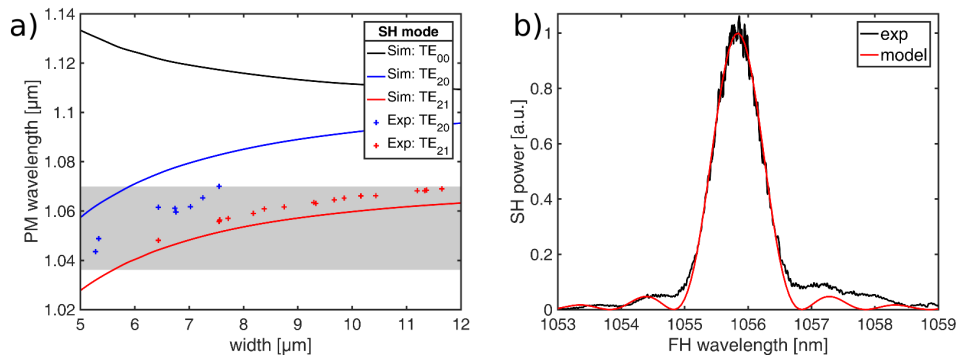 a)
PM wavelength [µm]
1.14
1.12
1.1
1.08
1.06
1.04
1.02
5 6 7 8 9 10 11 12
width [µm]
SH mode
Sim: TE00
Sim: TE20
Sim: TE21
Exp: TE20
Exp: TE21
b)
SH power [a.u.]
1
0.8
0.6
0.4
0.2
0
1053 1054 1055 1056 1057 1058 1059
FH wavelength [nm]
exp
model